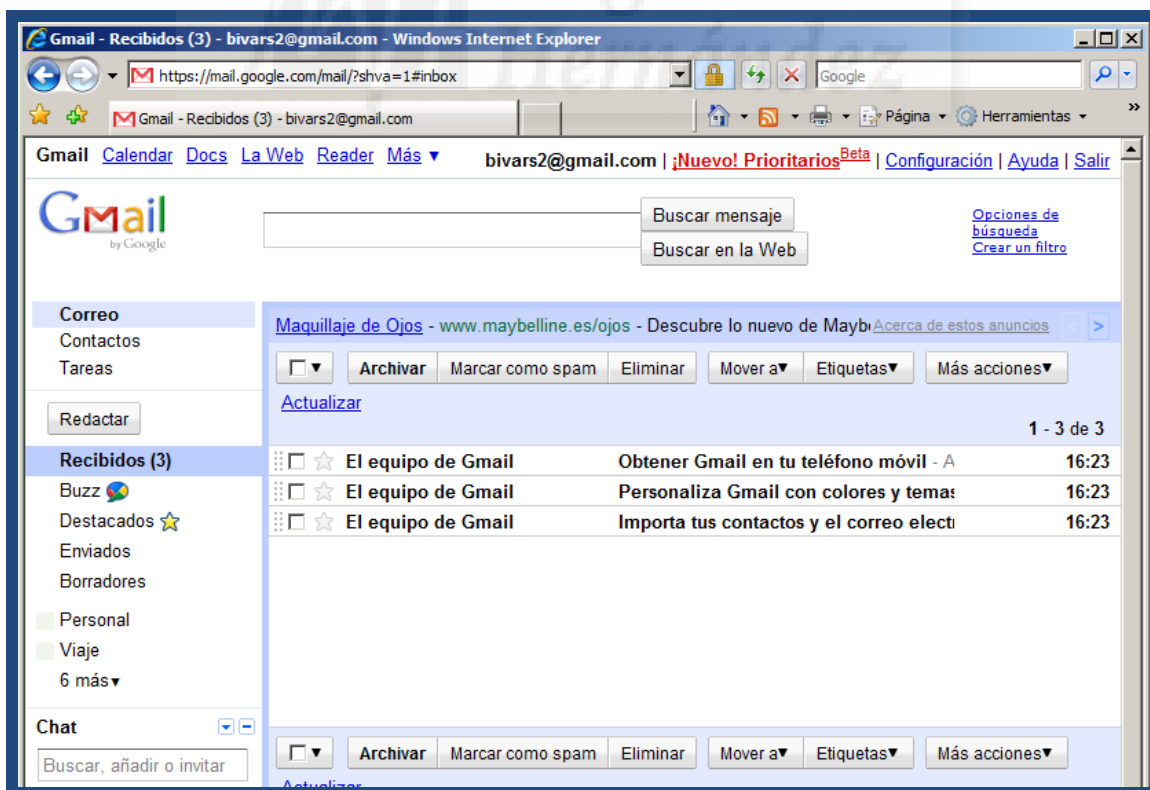 Hernández
Gmail - Recibidos (3) - bivars2@gmail.com - Windows Internet Explorer
https://mail.google.com/mail/?shva=1#inbox
Google
Gmail - Recibidos (3) - bivars2@gmail.com
Página
Herramientas
Gmail Calendar Docs La Web Reader Más ▼ bivars2@gmail.com | ¡Nuevo! Prioritarios Beta | Configuración | Ayuda | Salir
Gmail
by Google
Buscar mensaje
Buscar en la Web
Opciones de
búsqueda
Crear un filtro
Correo
Contactos
Tareas
Redactar
Recibidos (3)
Buzz
Destacados
Enviados
Borradores
Personal
Viaje
6 más▼
Chat
Buscar, añadir o invitar
Maquillaje de Ojos - www.maybelline.es/ojos - Descubre lo nuevo de Mayb Acerca de estos anuncios < >
Archivar Marcar como spam Eliminar Mover a▼ Etiquetas▼ Más acciones▼
Actualizar
1 - 3 de 3
El equipo de Gmail Obtener Gmail en tu teléfono móvil - A 16:23
El equipo de Gmail Personaliza Gmail con colores y temas 16:23
El equipo de Gmail Importa tus contactos y el correo electr 16:23
Archivar Marcar como spam Eliminar Mover a▼ Etiquetas▼ Más acciones▼
Actualizar